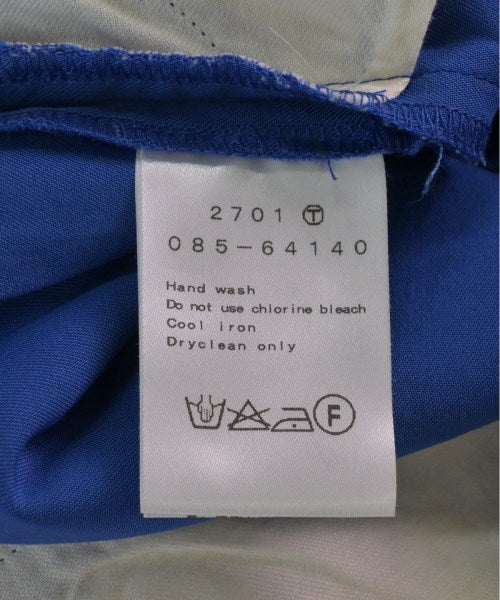 2701 Ⓣ
085-64140
Hand wash
Do not use chlorine bleach
Cool iron
Dryclean only
F